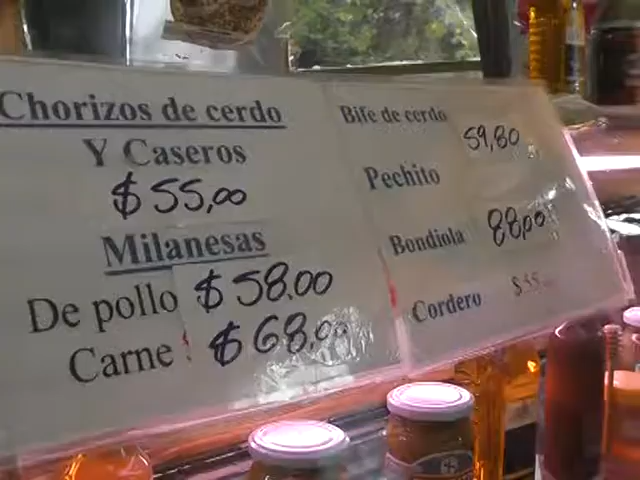 Chorizos de cerdo
Y Caseros
$ 55,00
Milanesas
De pollo $ 58.00
Carne $ 68,00
Bife de cerdo 59,80
Pechito
Bondiola 88,00
Cordero $55